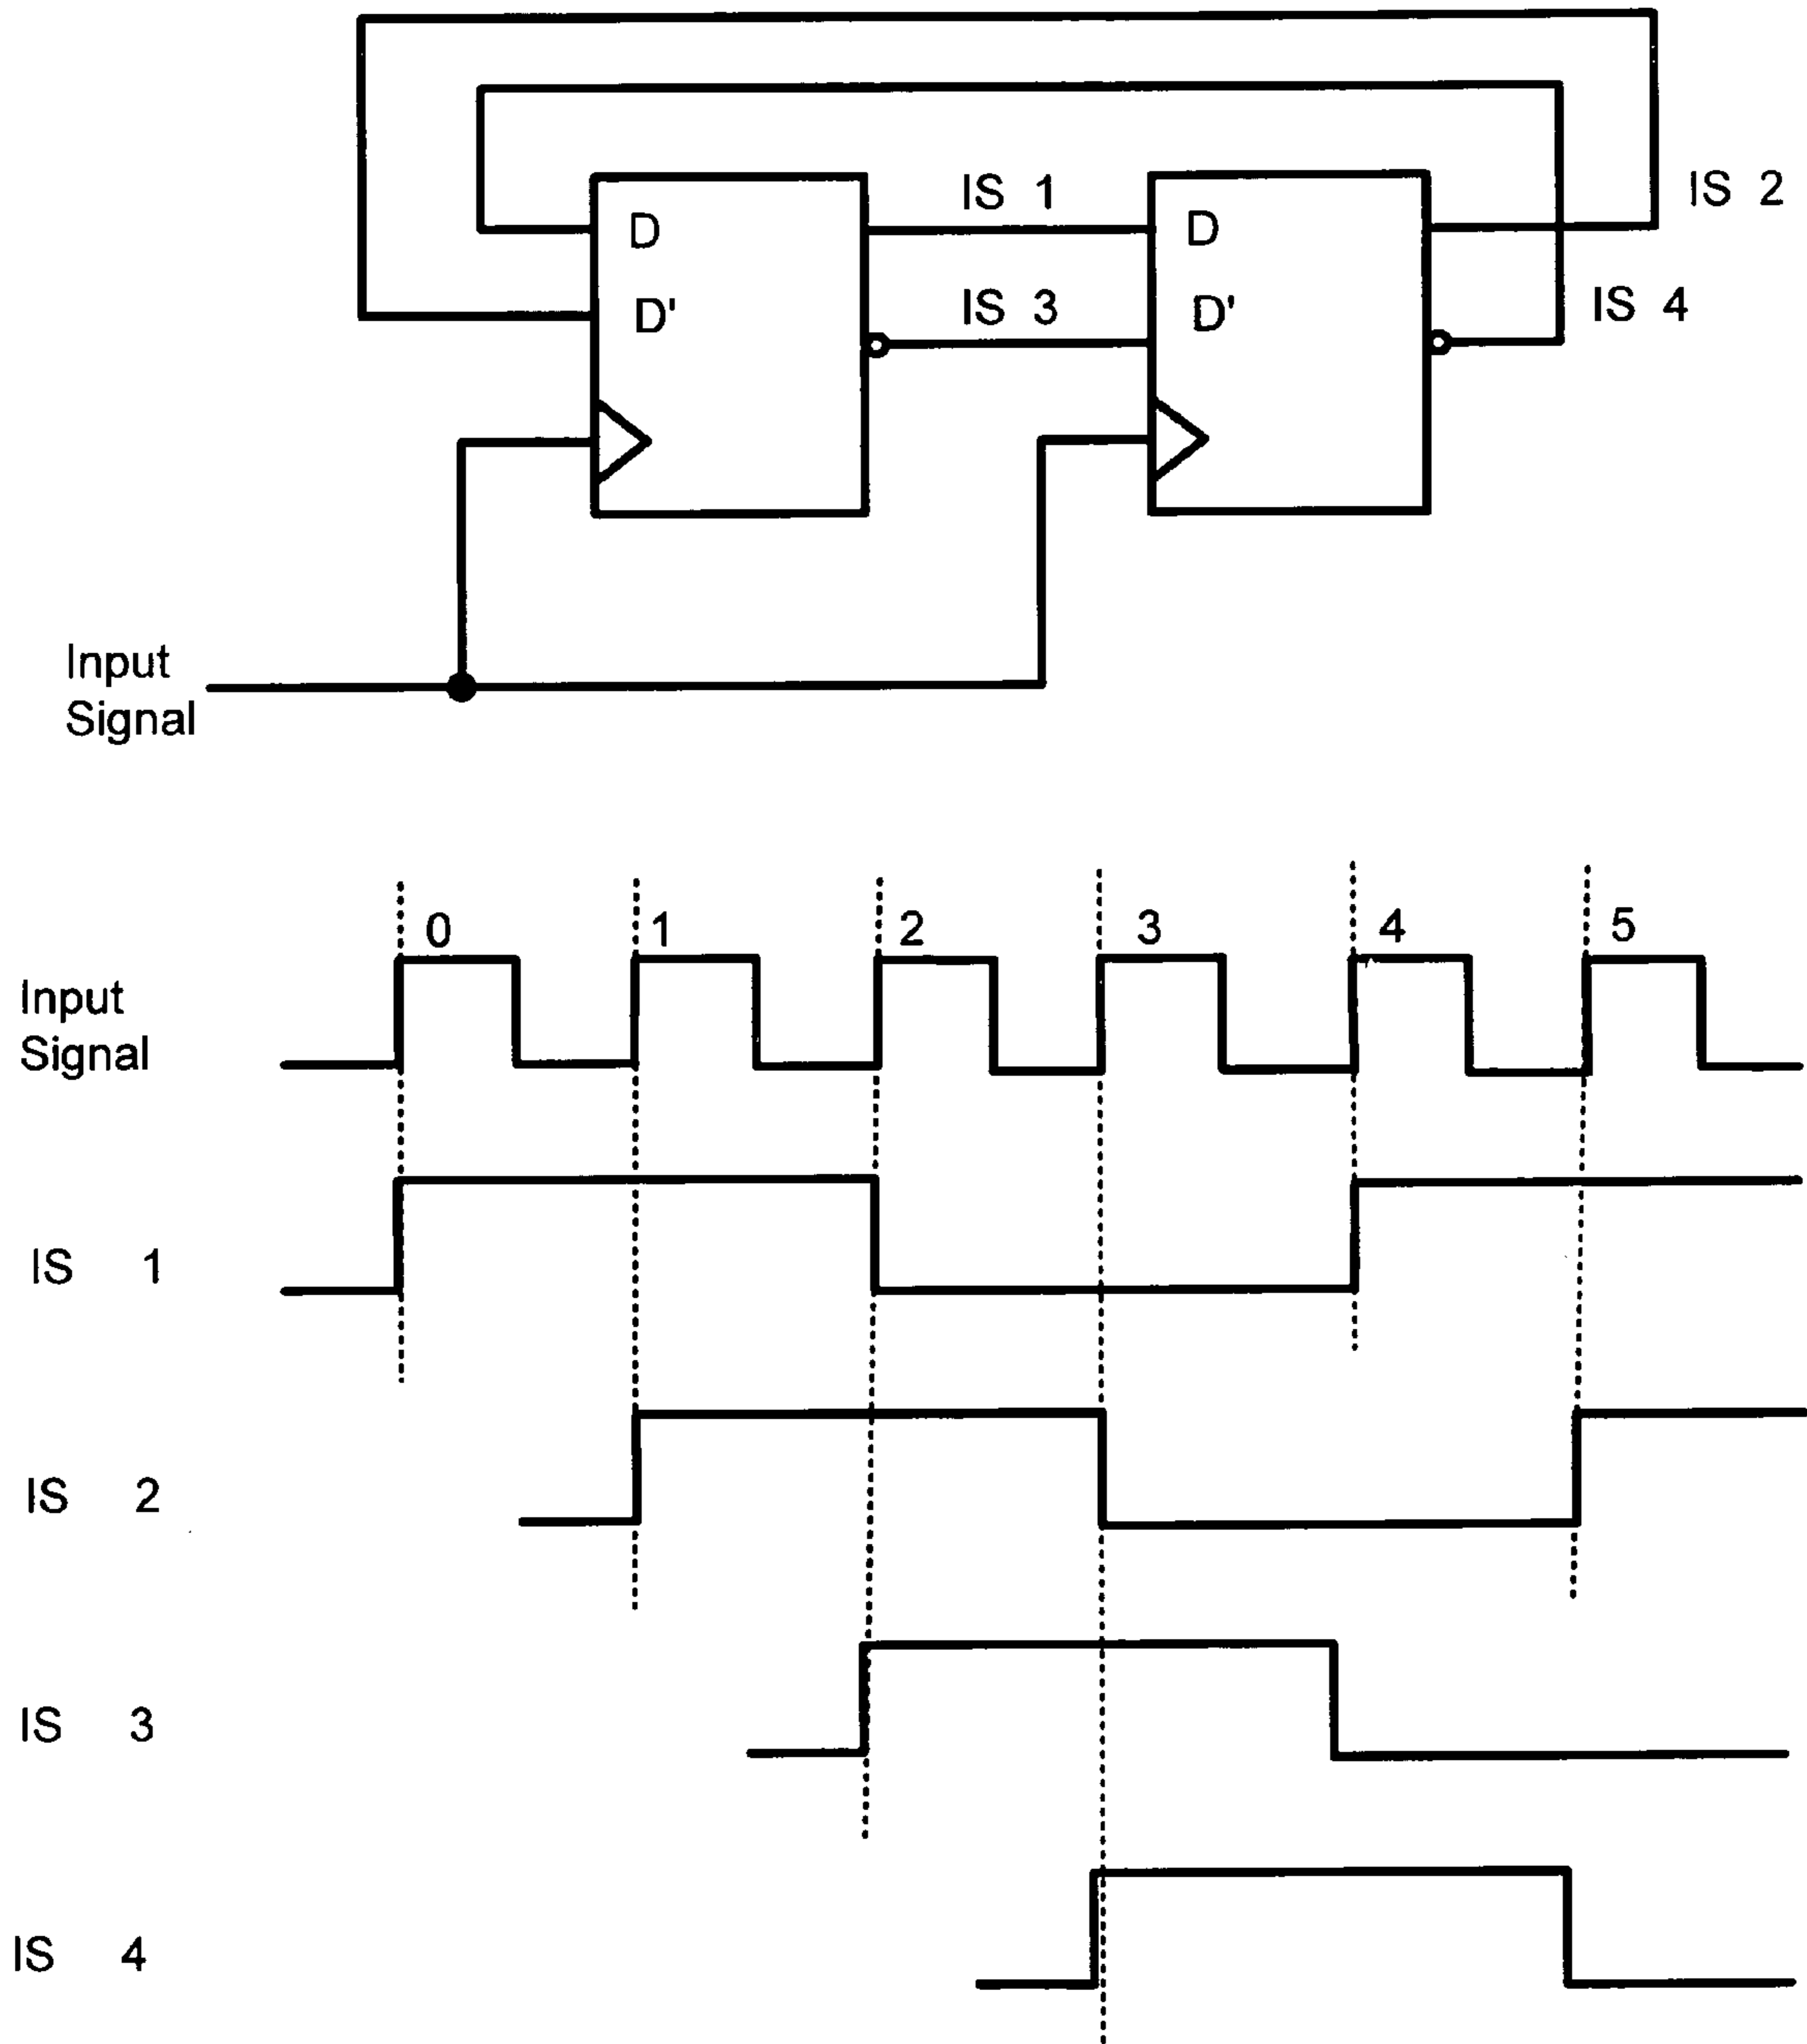 IS 1
IS 2
D
D
IS 3
IS 4
D'
D'
Input
Signal
0 1 2 3 4 5
Input
Signal
IS 1
IS 2
IS 3
IS 4